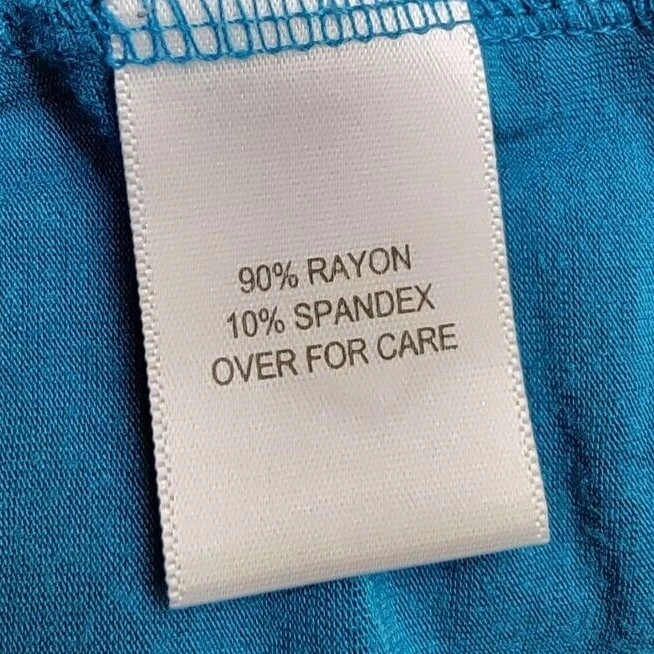 90% RAYON
10% SPANDEX
OVER FOR CARE